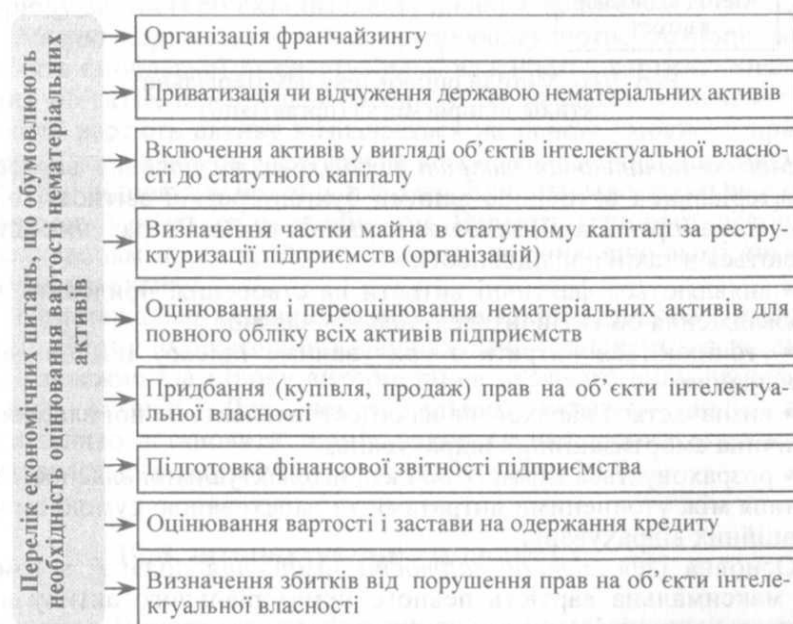 Перелік економічних питань, що обумовлюють
необхідність оцінювання вартості нематеріальних
активів
Організація франчайзингу
Приватизація чи відчуження державою нематеріальних активів
Включення активів у вигляді об’єктів інтелектуальної власно-
сті до статутного капіталу
Визначення частки майна в статутному капіталі за рестру-
ктуризації підприємств (організацій)
Оцінювання і переоцінювання нематеріальних активів для
повного обліку всіх активів підприємств
Придбання (купівля, продаж) прав на об’єкти інтелектуа-
льної власності
Підготовка фінансової звітності підприємства
Оцінювання вартості і застави на одержання кредиту
Визначення збитків від порушення прав на об’єкти інтеле-
ктуальної власності